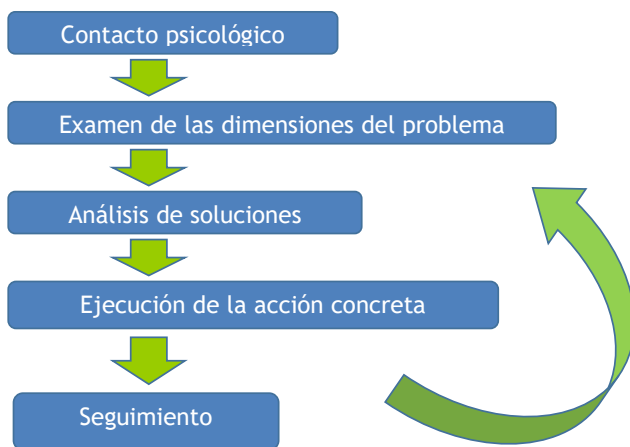 Contacto psicológico
Examen de las dimensiones del problema
Análisis de soluciones
Ejecución de la acción concreta
Seguimiento